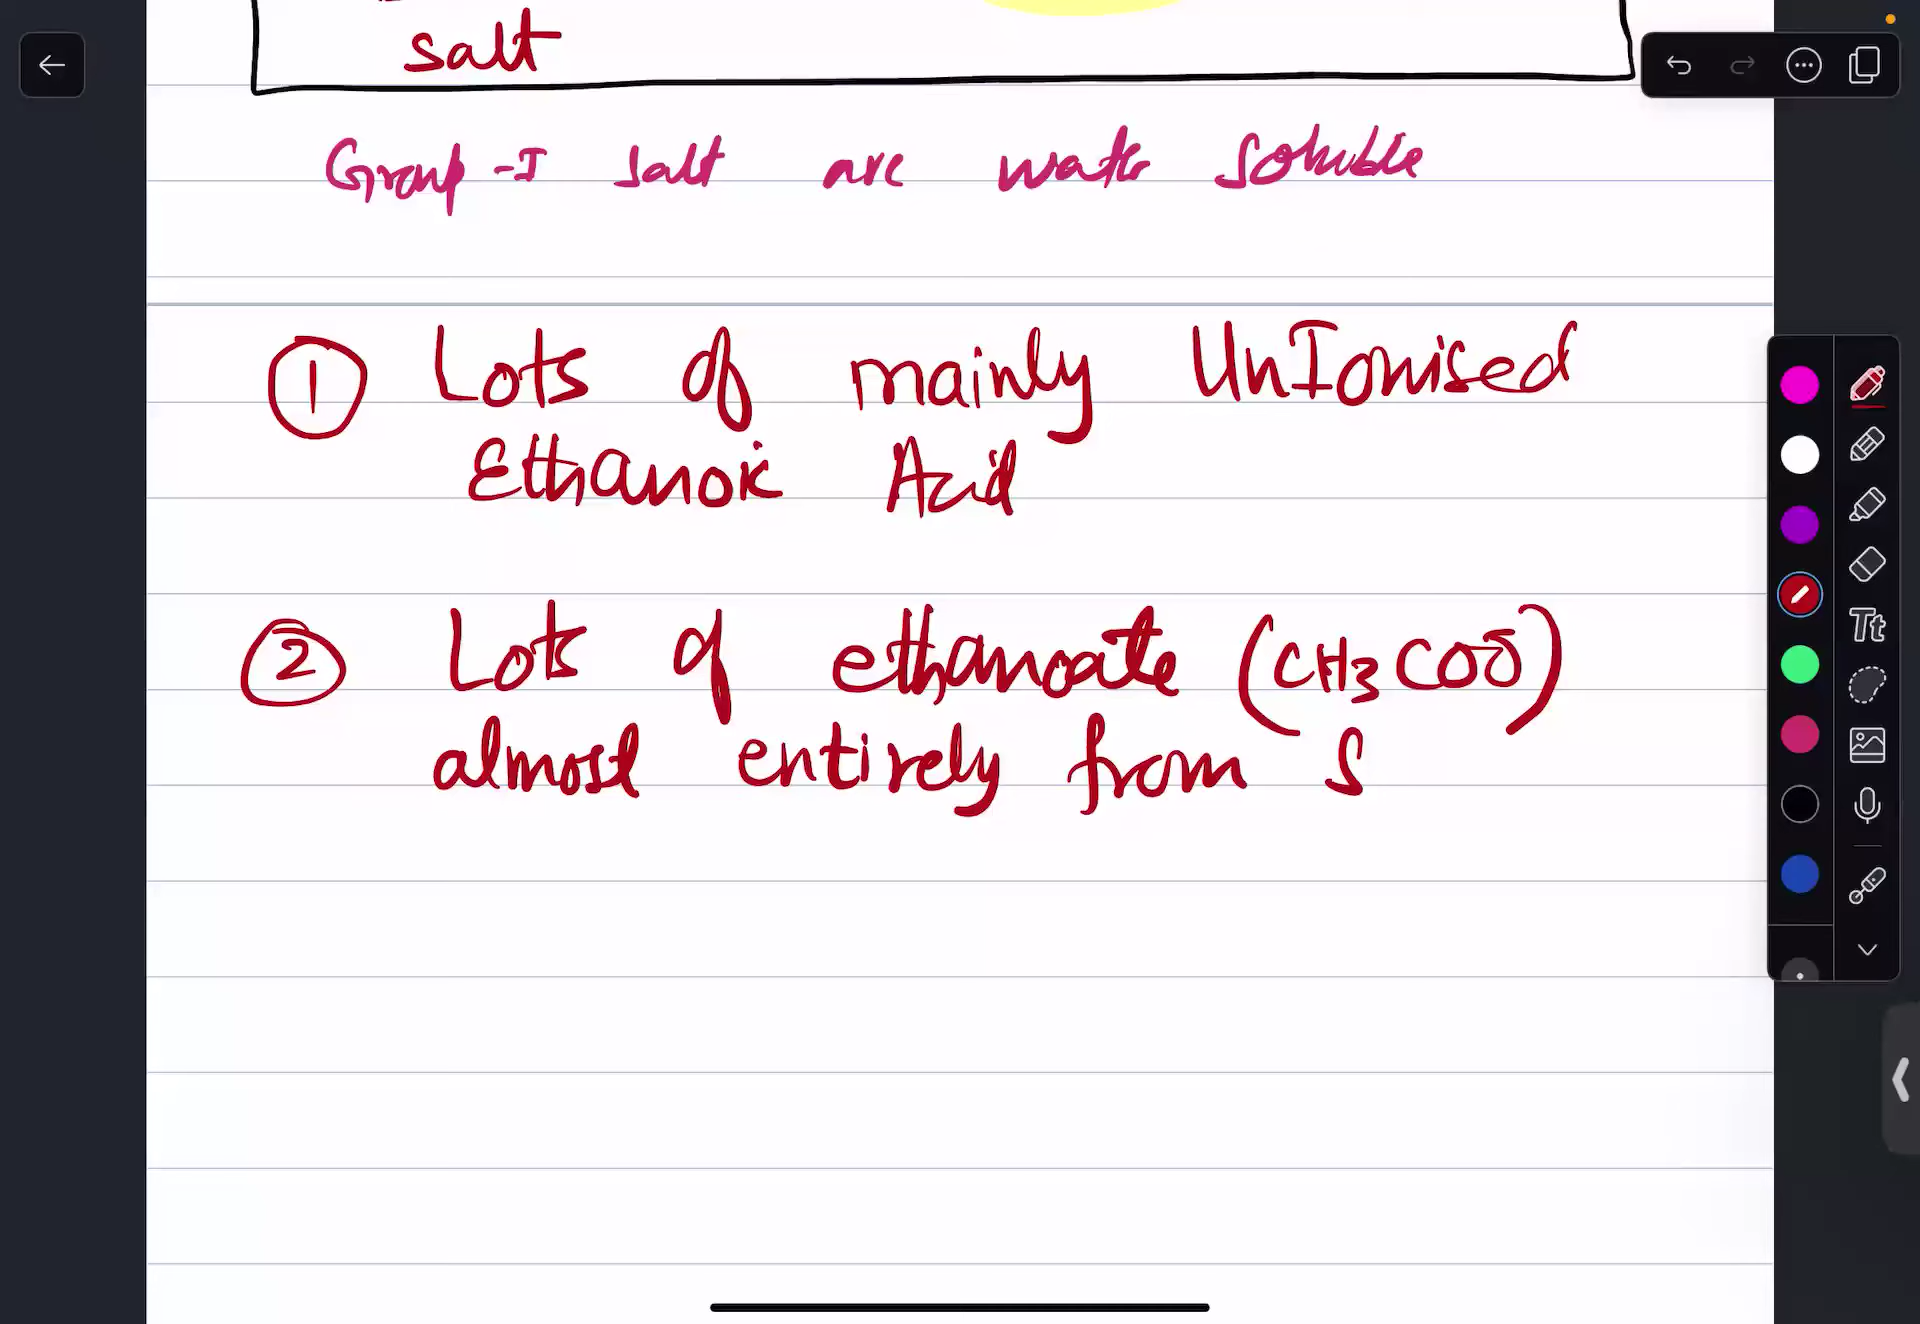 salt
Group-I salt are water soluble
① Lots of mainly UnIonised
Ethanoic Acid
② Lots of ethanoate (CH3COO⁻)
almost entirely from S
Tt